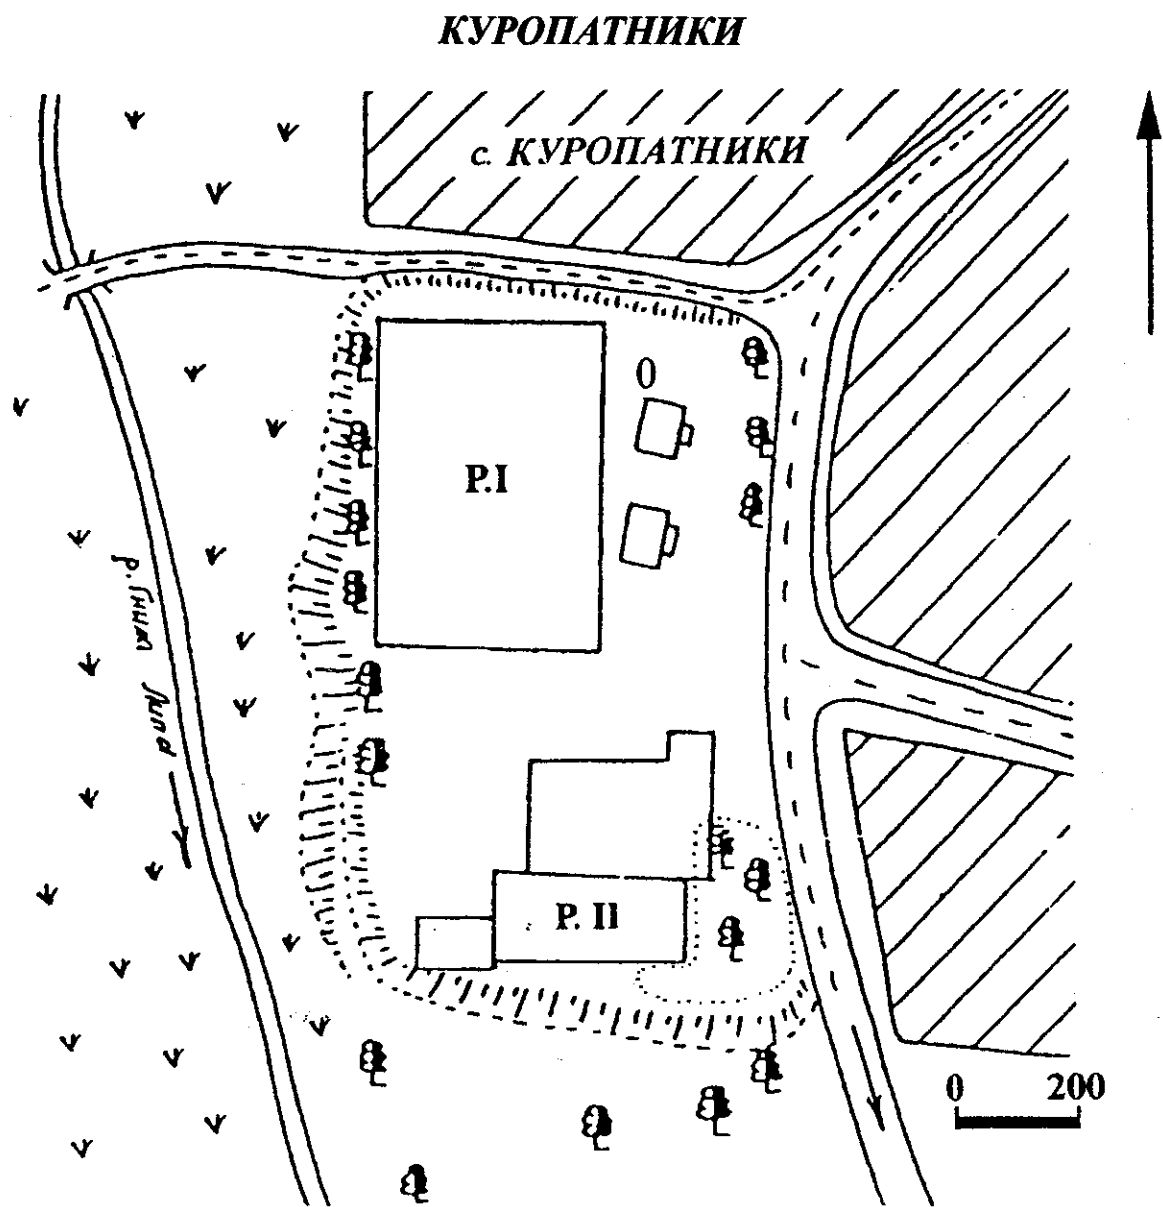 КУРОПАТНИКИ
с. КУРОПАТНИКИ
0
Р.I
р. Гнила Липа
Р. II
0 200